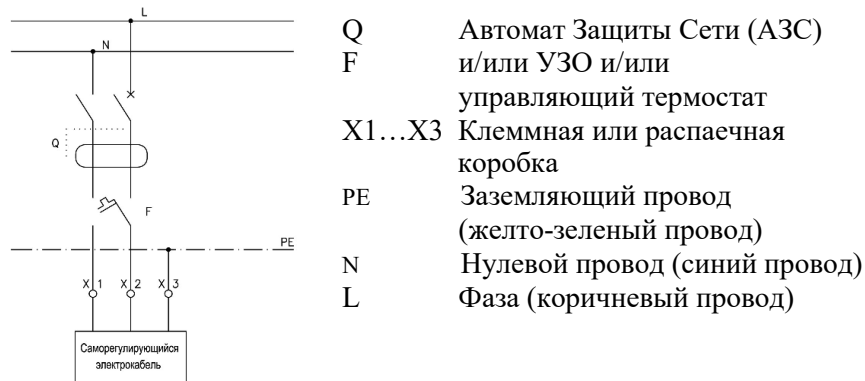 L
N
Q
F
PE
X 1 X 2 X 3
Саморегулирующийся
электрокабель
Q Автомат Защиты Сети (АЗС)
F и/или УЗО и/или
управляющий термостат
X1…X3 Клеммная или распаечная
коробка
PE Заземляющий провод
(желто-зеленый провод)
N Нулевой провод (синий провод)
L Фаза (коричневый провод)